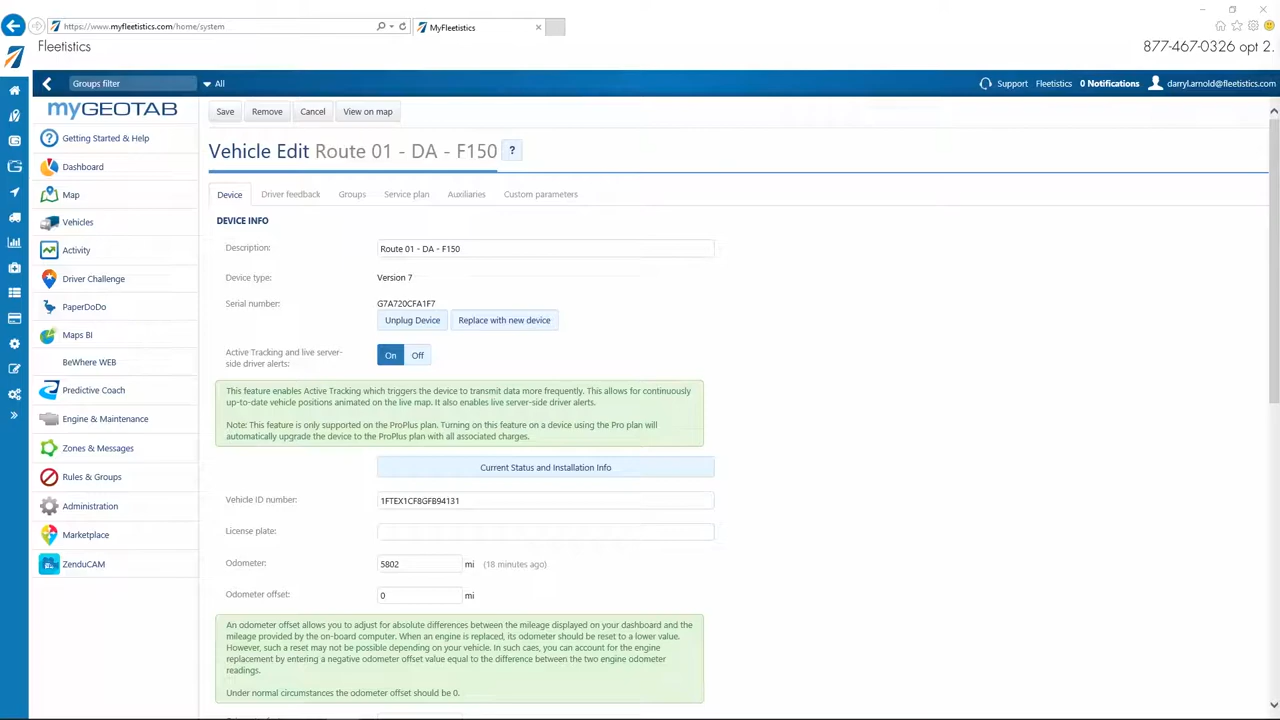 https://www.myfleetistics.com/home/system
MyFleetistics
Fleetistics
877-467-0326 opt 2.
Groups filter
All
Support
Fleetistics
0 Notifications
darryl.arnold@fleetistics.com
myGEOTAB
Getting Started & Help
Dashboard
Map
Vehicles
Activity
Driver Challenge
PaperDoDo
Maps BI
BeWhere WEB
Predictive Coach
Engine & Maintenance
Zones & Messages
Rules & Groups
Administration
Marketplace
ZenduCAM
Save
Remove
Cancel
View on map
Vehicle Edit Route 01 - DA - F150 ?
Device
Driver feedback
Groups
Service plan
Auxiliaries
Custom parameters
DEVICE INFO
Description:
Route 01 - DA - F150
Device type:
Version 7
Serial number:
G7A720CFA1F7
Unplug Device
Replace with new device
Active Tracking and live server-
side driver alerts:
On
Off
This feature enables Active Tracking which triggers the device to transmit data more frequently. This allows for continuously
up-to-date vehicle positions animated on the live map. It also enables live server-side driver alerts.
Note: This feature is only supported on the ProPlus plan. Turning on this feature on a device using the Pro plan will
automatically upgrade the device to the ProPlus plan with all associated charges.
Current Status and Installation Info
Vehicle ID number:
1FTEX1CF8GFB94131
License plate:
Odometer:
5802
mi
(18 minutes ago)
Odometer offset:
0
mi
An odometer offset allows you to adjust for absolute differences between the mileage displayed on your dashboard and the
mileage provided by the on-board computer. When an engine is replaced, its odometer should be reset to a lower value.
However, such a reset may not be possible depending on your vehicle. In such caes, you can account for the engine
replacement by entering a negative odometer offset value equal to the difference between the two engine odometer
readings.
Under normal circumstances the odometer offset should be 0.